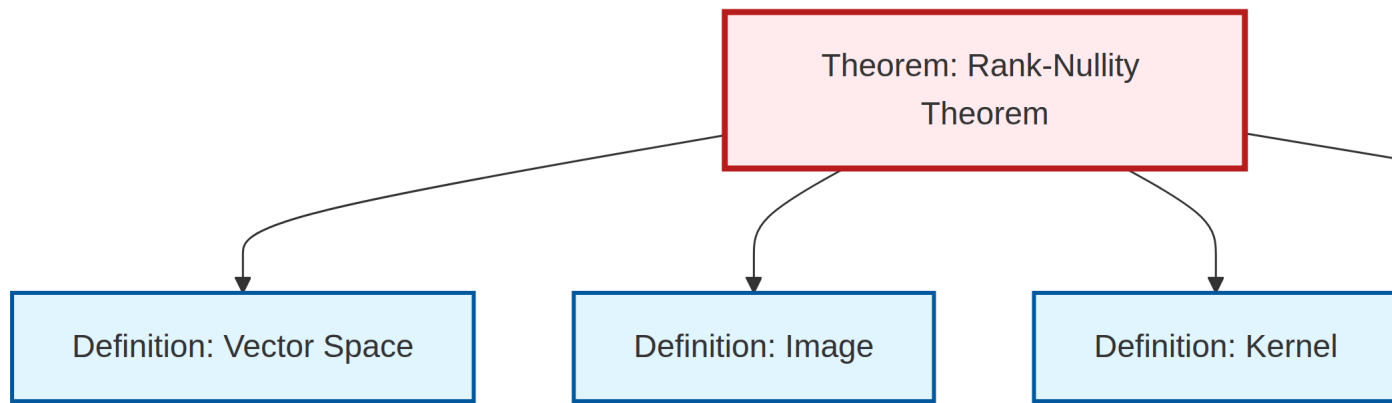 Theorem: Rank-Nullity
Theorem
Definition: Vector Space
Definition: Image
Definition: Kernel